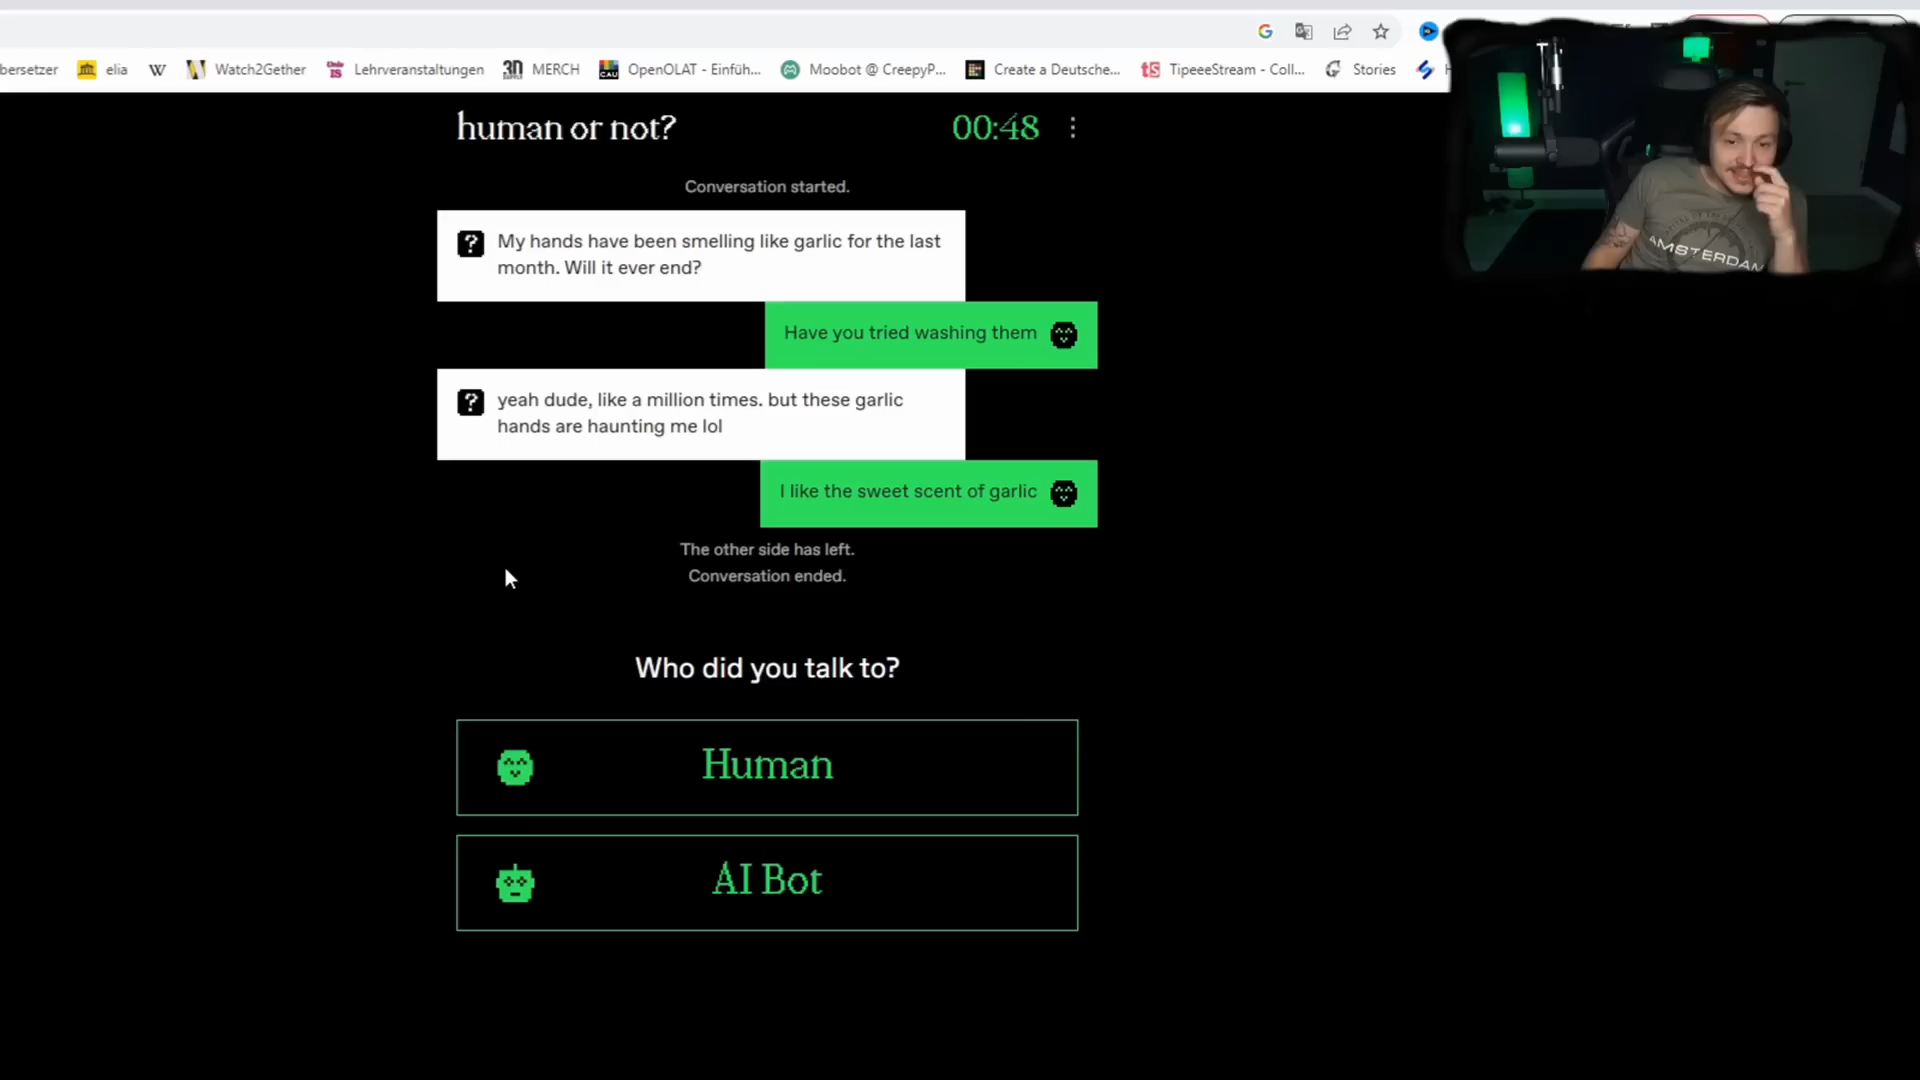 bersetzer elia W Watch2Gether Lehrveranstaltungen MERCH OpenOLAT - Einfüh... Moobot @ CreepyP... Create a Deutsche... TipeeeStream - Coll... Stories
human or not? 00:48
Conversation started.
My hands have been smelling like garlic for the last
month. Will it ever end?
Have you tried washing them
yeah dude, like a million times. but these garlic
hands are haunting me lol
I like the sweet scent of garlic
The other side has left.
Conversation ended.
Who did you talk to?
Human
AI Bot
AMSTERDAM